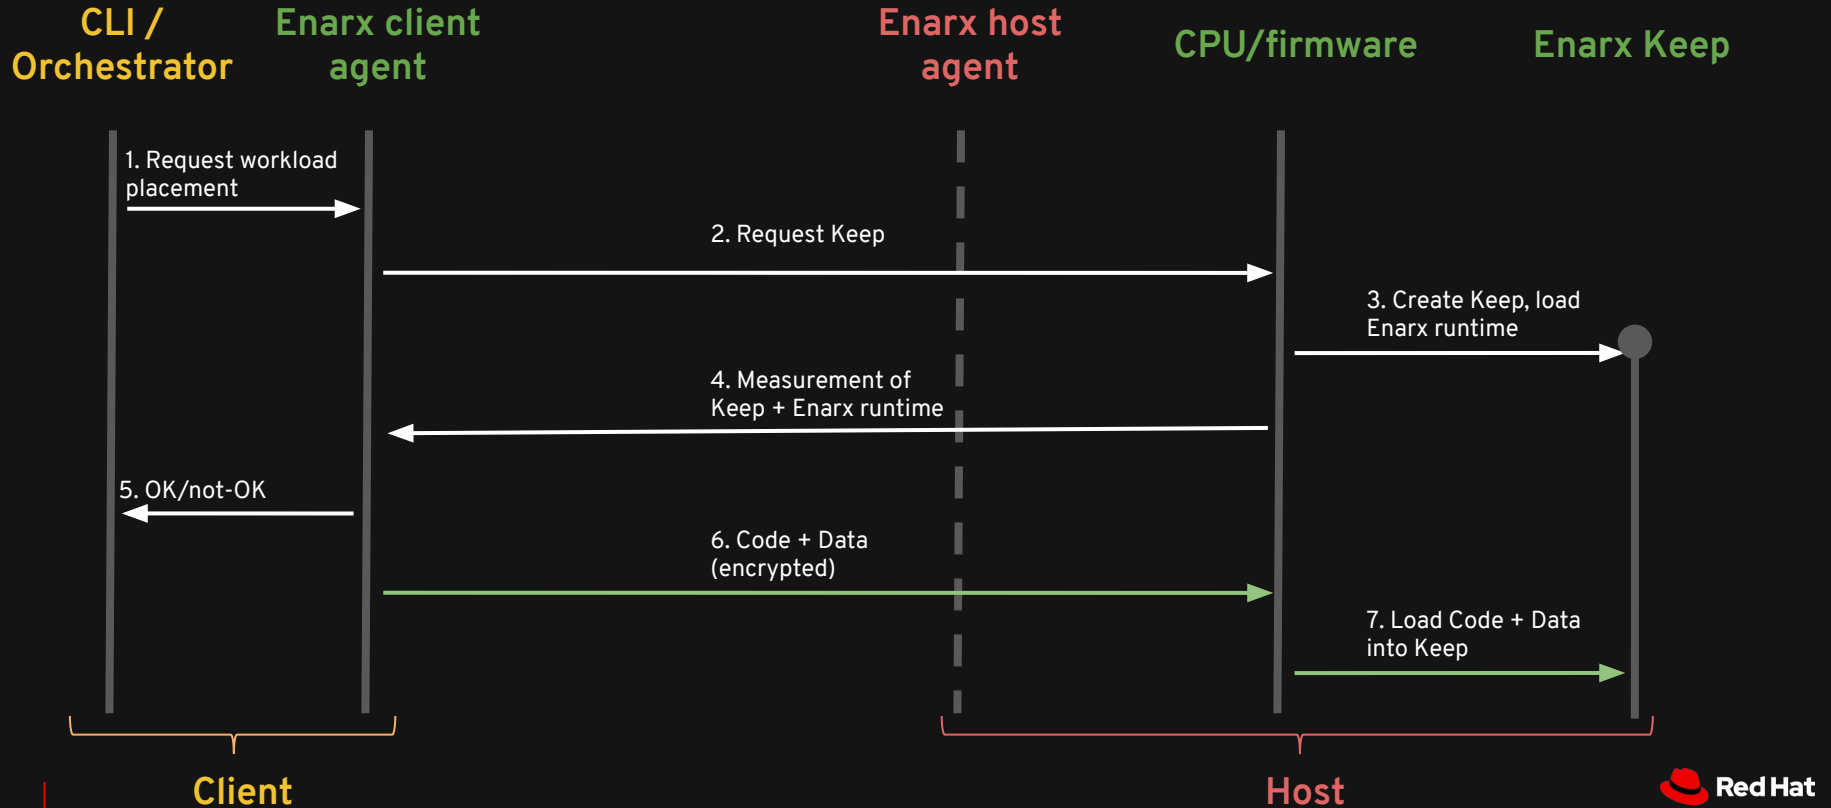 CLI /
Orchestrator
Enarx client
agent
Enarx host
agent
CPU/firmware
Enarx Keep
1. Request workload
placement
2. Request Keep
3. Create Keep, load
Enarx runtime
4. Measurement of
Keep + Enarx runtime
5. OK/not-OK
6. Code + Data
(encrypted)
7. Load Code + Data
into Keep
Client
Host
Red Hat